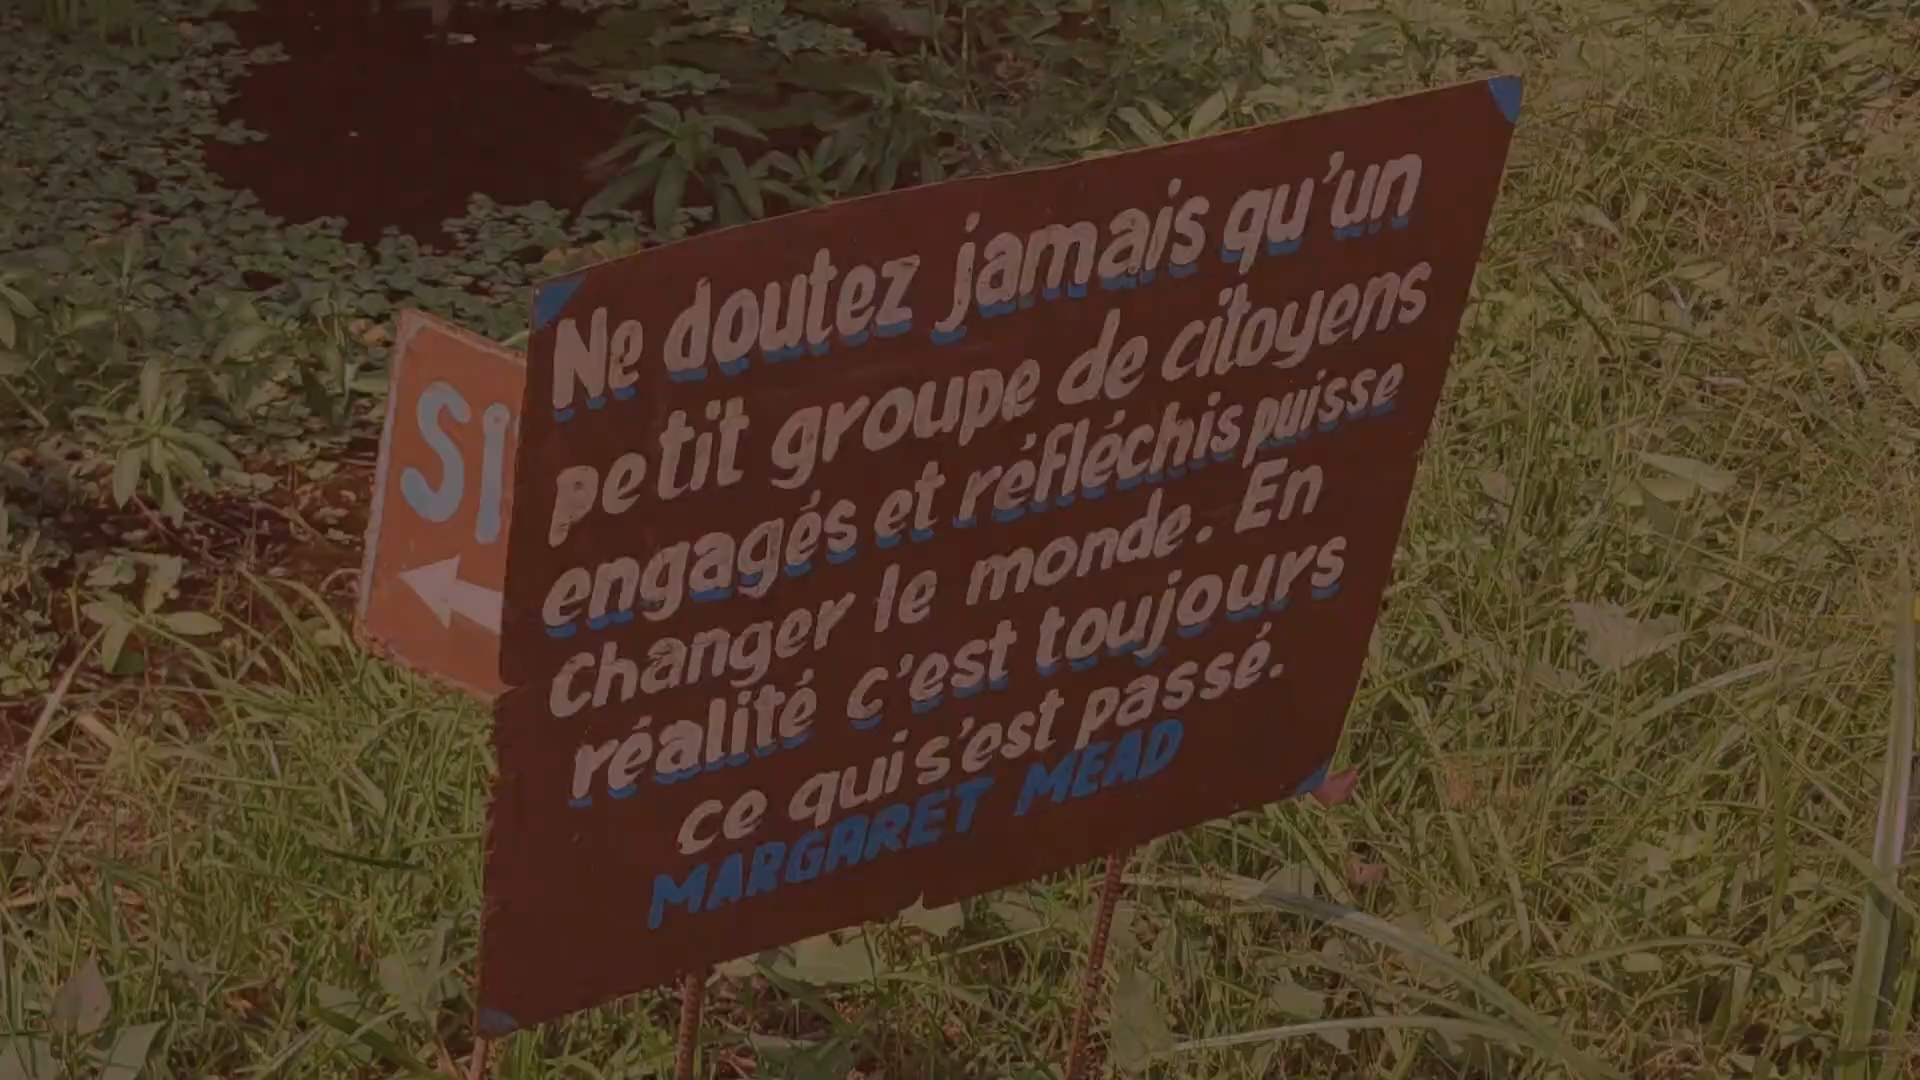 Ne doutez jamais qu'un
petit groupe de citoyens
engagés et réfléchis puisse
changer le monde. En
réalité c'est toujours
ce qui s'est passé.
MARGARET MEAD